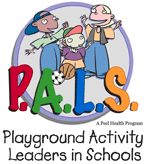 P.A.L.S.
A Peel Health Program
Playground Activity
Leaders in Schools